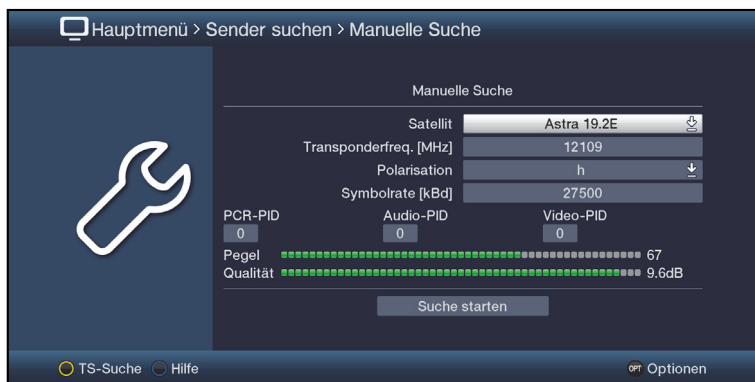 Hauptmenü > Sender suchen > Manuelle Suche
Manuelle Suche
Satellit Astra 19.2E
Transponderfreq. [MHz] 12109
Polarisation h
Symbolrate [kBd] 27500
PCR-PID Audio-PID Video-PID
0 0 0
Pegel 67
Qualität 9.6dB
Suche starten
TS-Suche Hilfe OPT Optionen